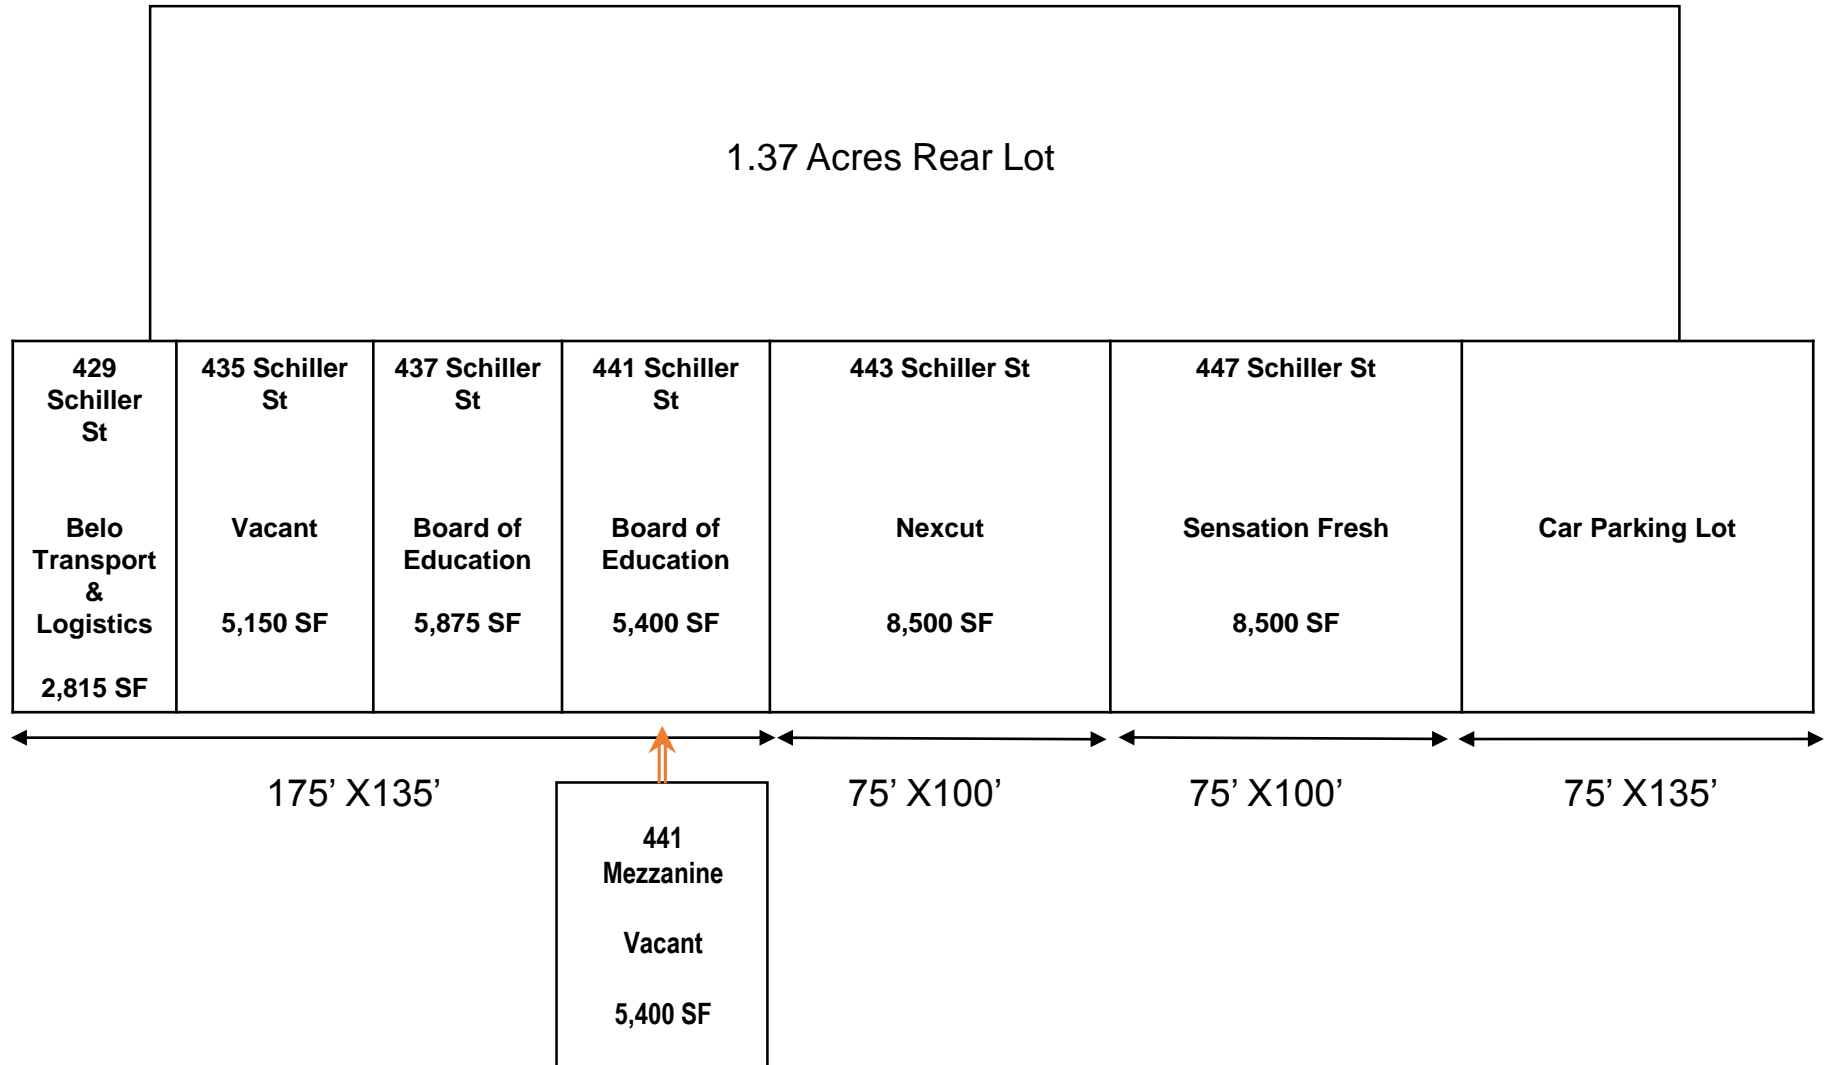 1.37 Acres Rear Lot
429
Schiller
St
Belo
Transport
&
Logistics
2,815 SF
435 Schiller
St
Vacant
5,150 SF
437 Schiller
St
Board of
Education
5,875 SF
441 Schiller
St
Board of
Education
5,400 SF
443 Schiller St
Nexcut
8,500 SF
447 Schiller St
Sensation Fresh
8,500 SF
Car Parking Lot
175’ X135’
75’ X100’
75’ X100’
75’ X135’
441
Mezzanine
Vacant
5,400 SF